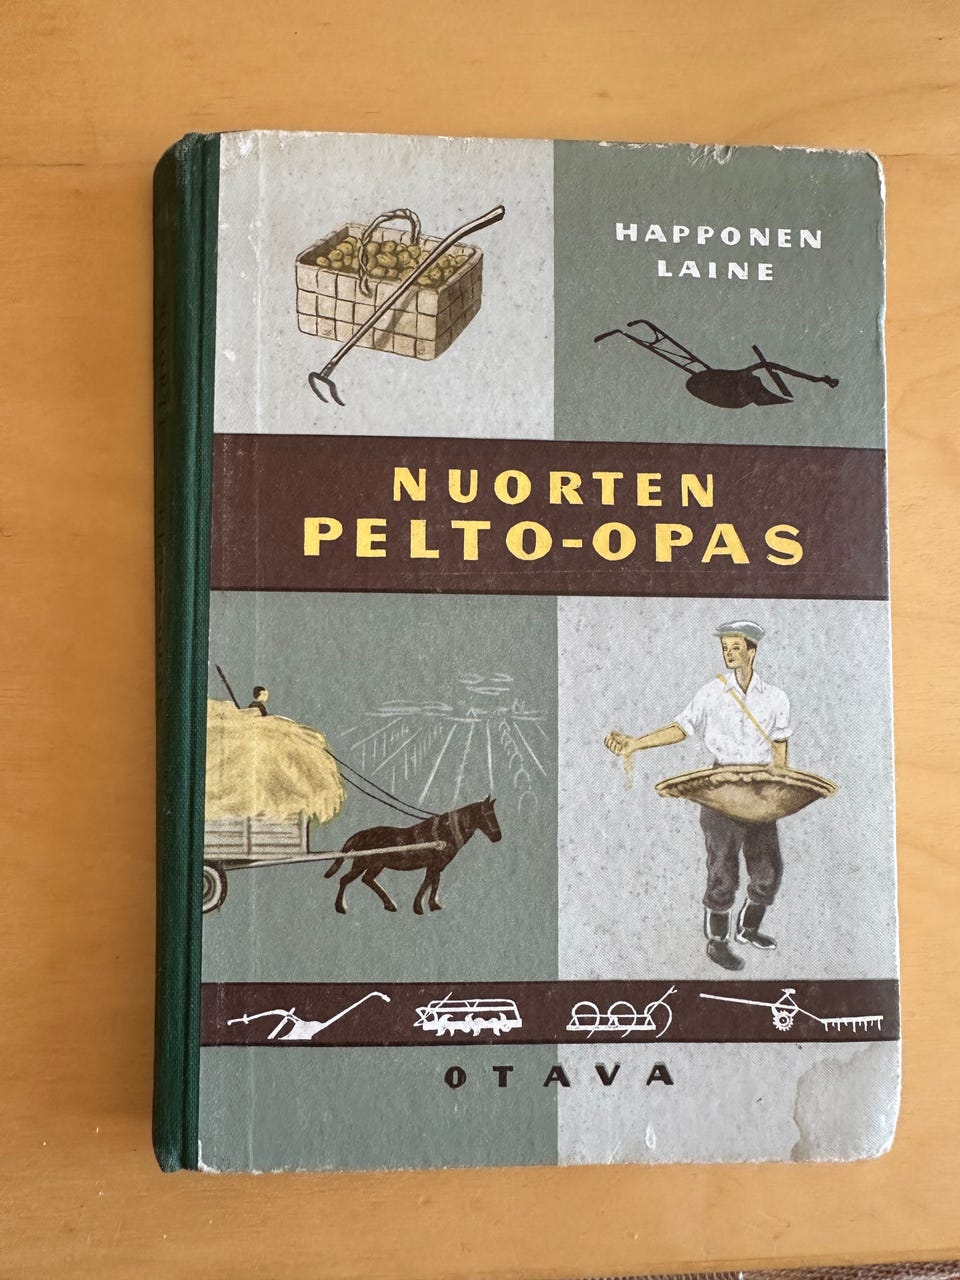 HAPPONEN
LAINE
NUORTEN
PELTO-OPAS
OTAVA